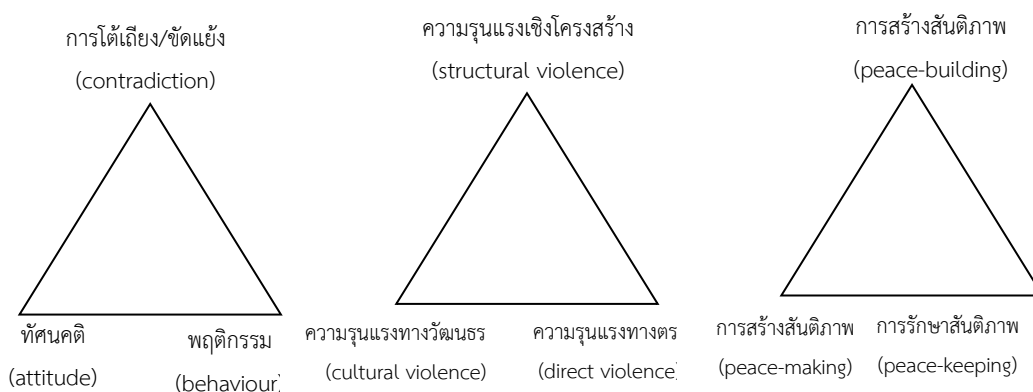 การโต้เถียง/ขัดแย้ง
(contradiction)
ทัศนคติ
(attitude)
พฤติกรรม
(behaviour)
ความรุนแรงเชิงโครงสร้าง
(structural violence)
ความรุนแรงทางวัฒนธร
(cultural violence)
ความรุนแรงทางตร
(direct violence)
การสร้างสันติภาพ
(peace-building)
การสร้างสันติภาพ
(peace-making)
การรักษาสันติภาพ
(peace-keeping)